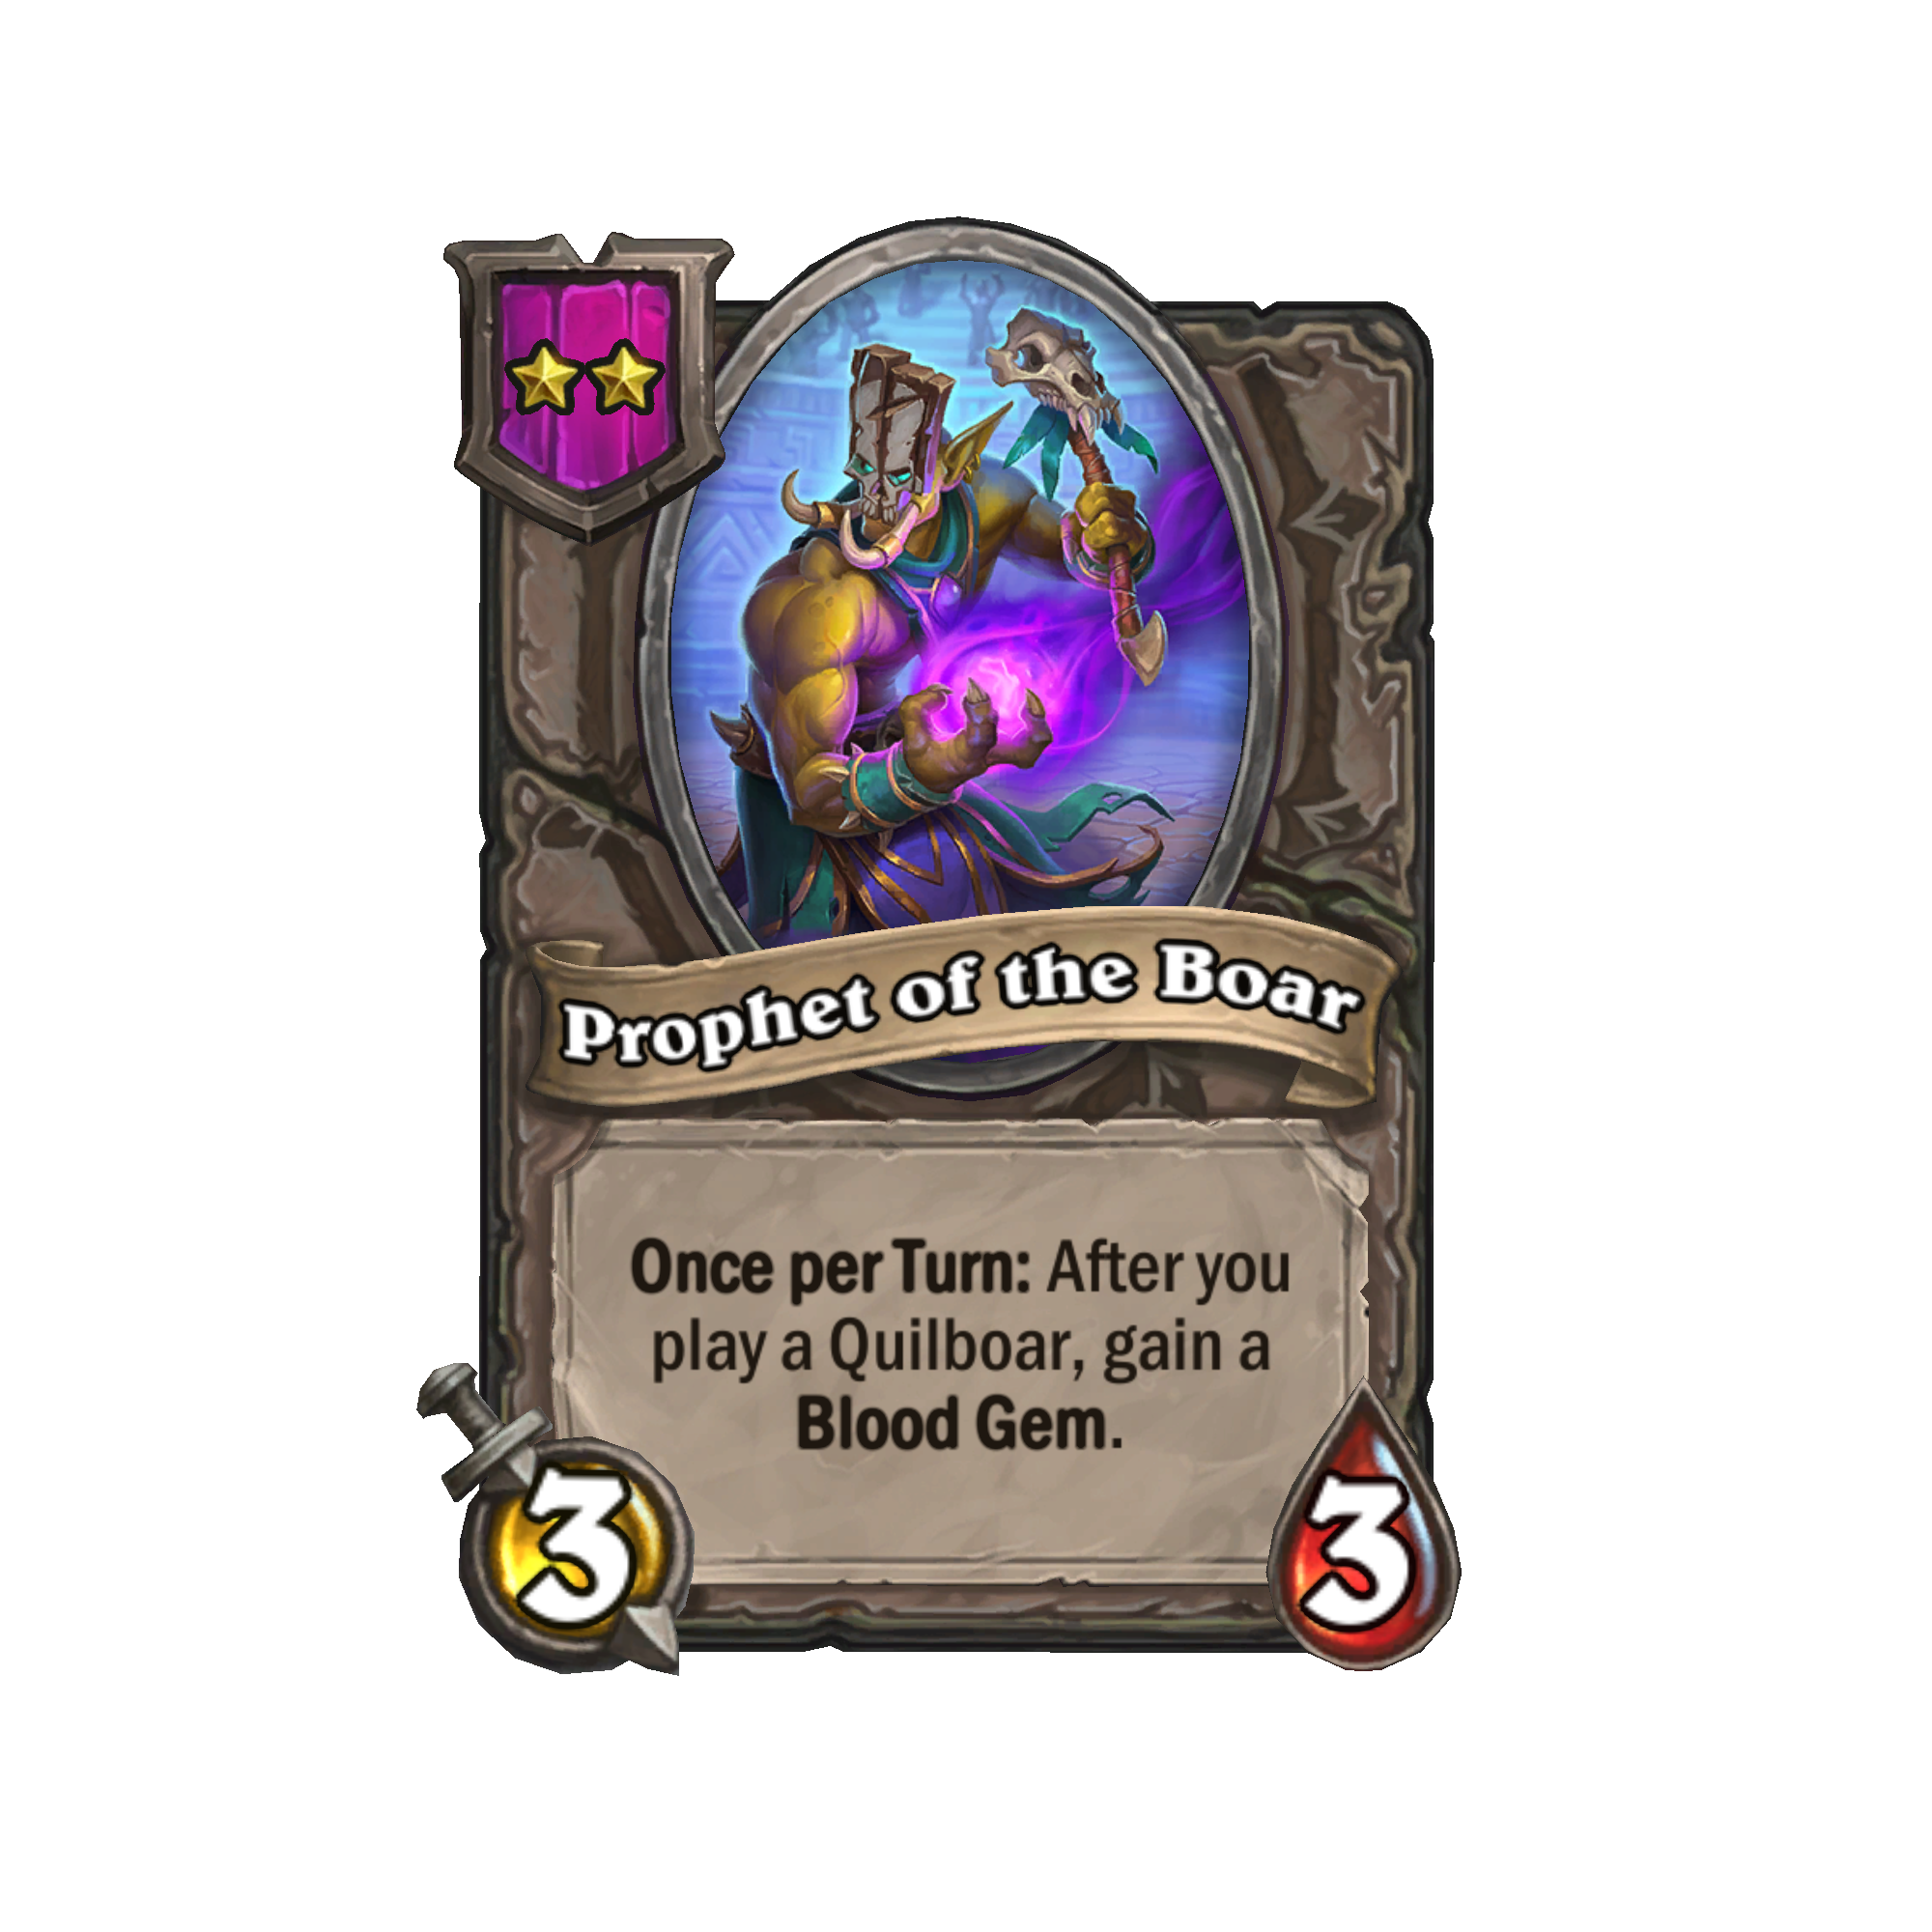 Prophet of the Boar
Once per Turn: After you
play a Quilboar, gain a
Blood Gem.
3
3